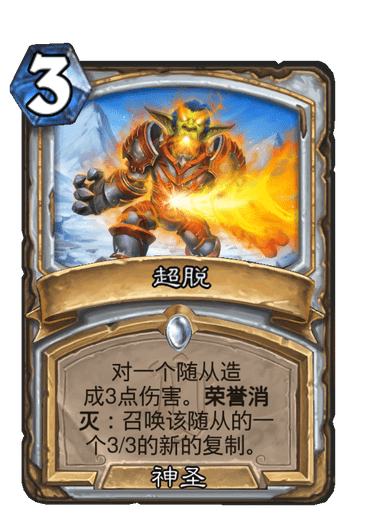 3
超脱
对一个随从造
成3点伤害。荣誉消
灭：召唤该随从的一
个3/3的新的复制。
神圣